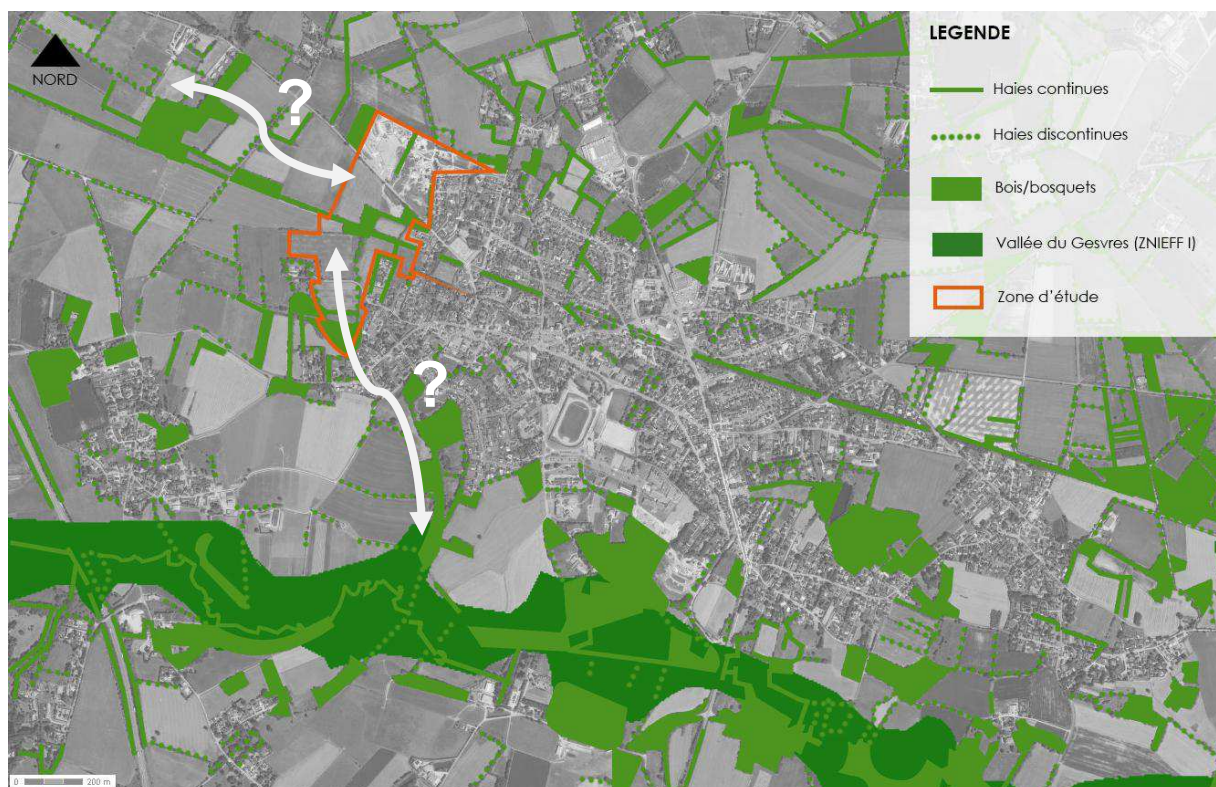 NORD
?
?
LEGENDE
Haies continues
Haies discontinues
Bois/bosquets
Vallée du Gesvres (ZNIEFF I)
Zone d'étude
0 200 m